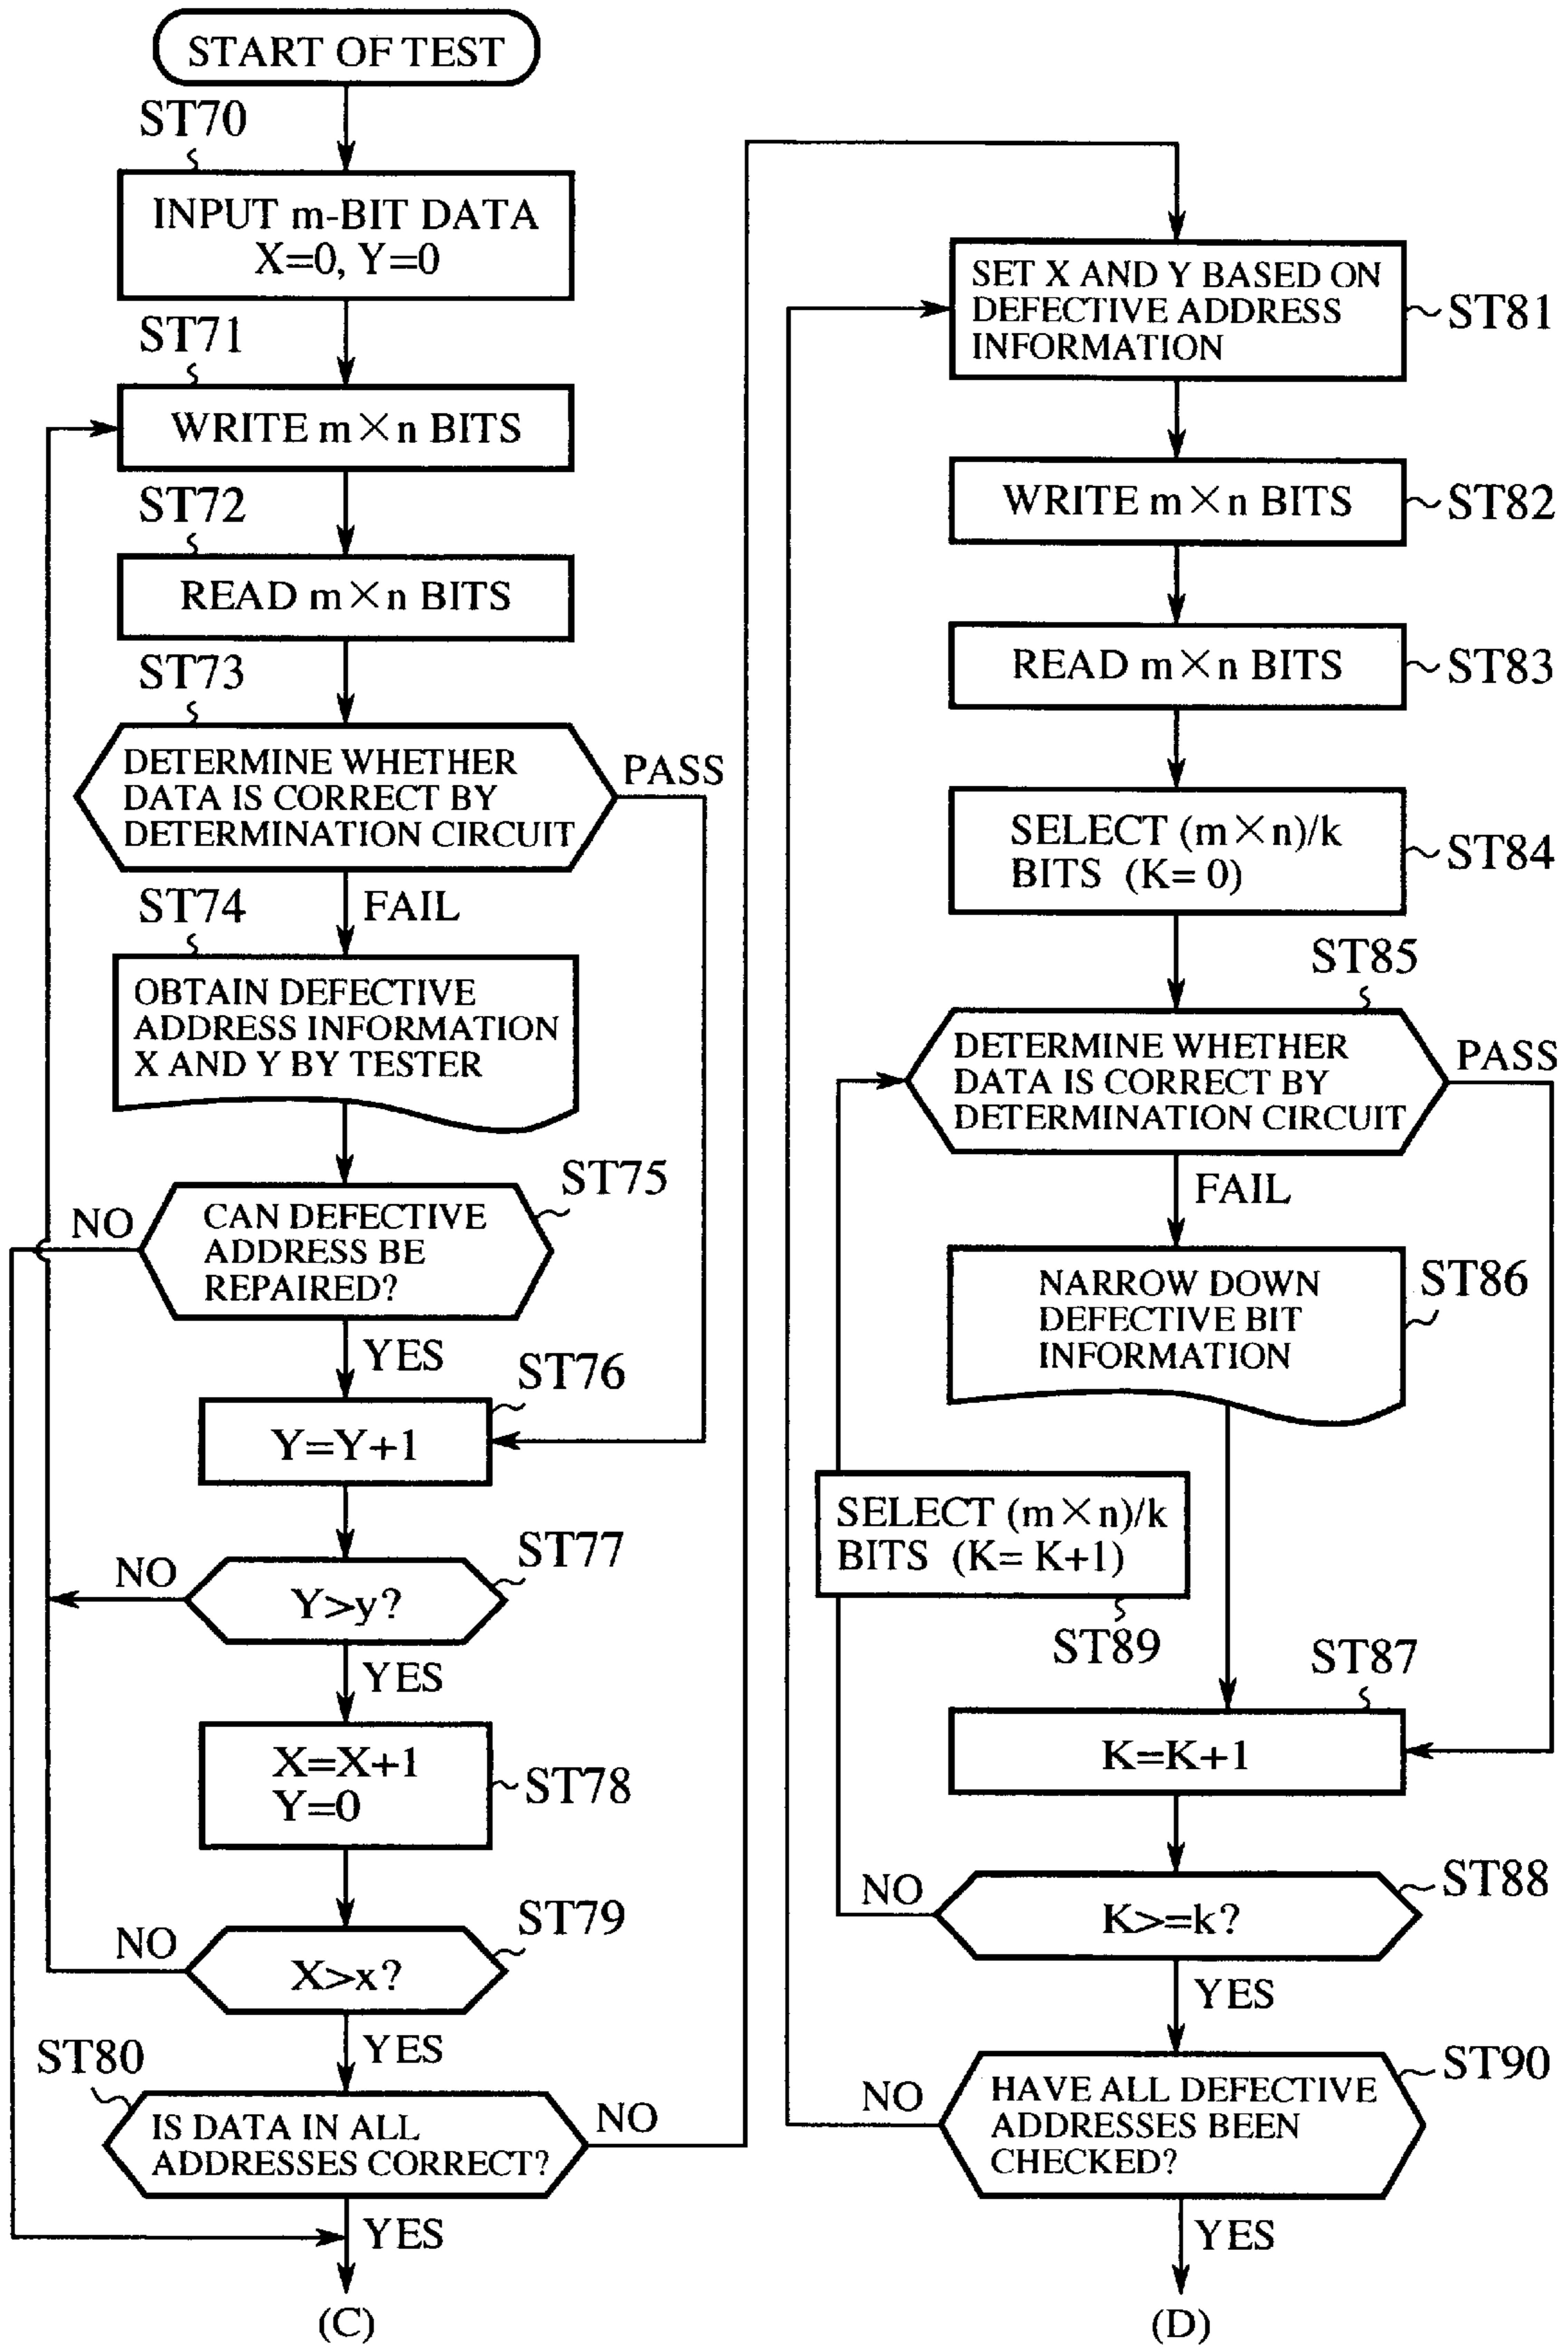 START OF TEST
ST70
INPUT m-BIT DATA
X=0, Y=0
ST71
WRITE m×n BITS
ST72
READ m×n BITS
ST73
DETERMINE WHETHER
DATA IS CORRECT BY
DETERMINATION CIRCUIT
PASS
FAIL
ST74
OBTAIN DEFECTIVE
ADDRESS INFORMATION
X AND Y BY TESTER
ST75
NO
CAN DEFECTIVE
ADDRESS BE
REPAIRED?
YES
ST76
Y=Y+1
ST77
NO
Y>y?
YES
X=X+1
Y=0
ST78
ST79
NO
X>x?
YES
ST80
IS DATA IN ALL
ADDRESSES CORRECT?
NO
YES
(C)
SET X AND Y BASED ON
DEFECTIVE ADDRESS
INFORMATION
ST81
WRITE m×n BITS
ST82
READ m×n BITS
ST83
SELECT (m×n)/k
BITS (K= 0)
ST84
ST85
DETERMINE WHETHER
DATA IS CORRECT BY
DETERMINATION CIRCUIT
PASS
FAIL
NARROW DOWN
DEFECTIVE BIT
INFORMATION
ST86
SELECT (m×n)/k
BITS (K= K+1)
ST89
ST87
K=K+1
ST88
NO
K>=k?
YES
ST90
NO
HAVE ALL DEFECTIVE
ADDRESSES BEEN
CHECKED?
YES
(D)